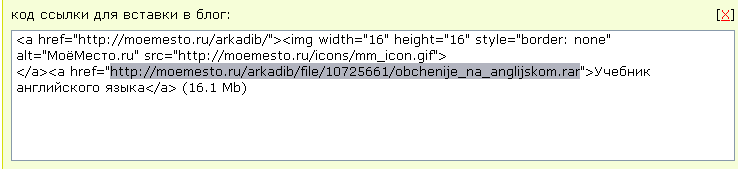 код ссылки для вставки в блог: [X]
<a href="http://moemesto.ru/arkadib/"><img width="16" height="16" style="border: none"
alt="МоёМесто.ru" src="http://moemesto.ru/icons/mm_icon.gif">
</a><a href="http://moemesto.ru/arkadib/file/10725661/obchenije_na_anglijskom.rar">Учебник
английского языка</a> (16.1 Mb)